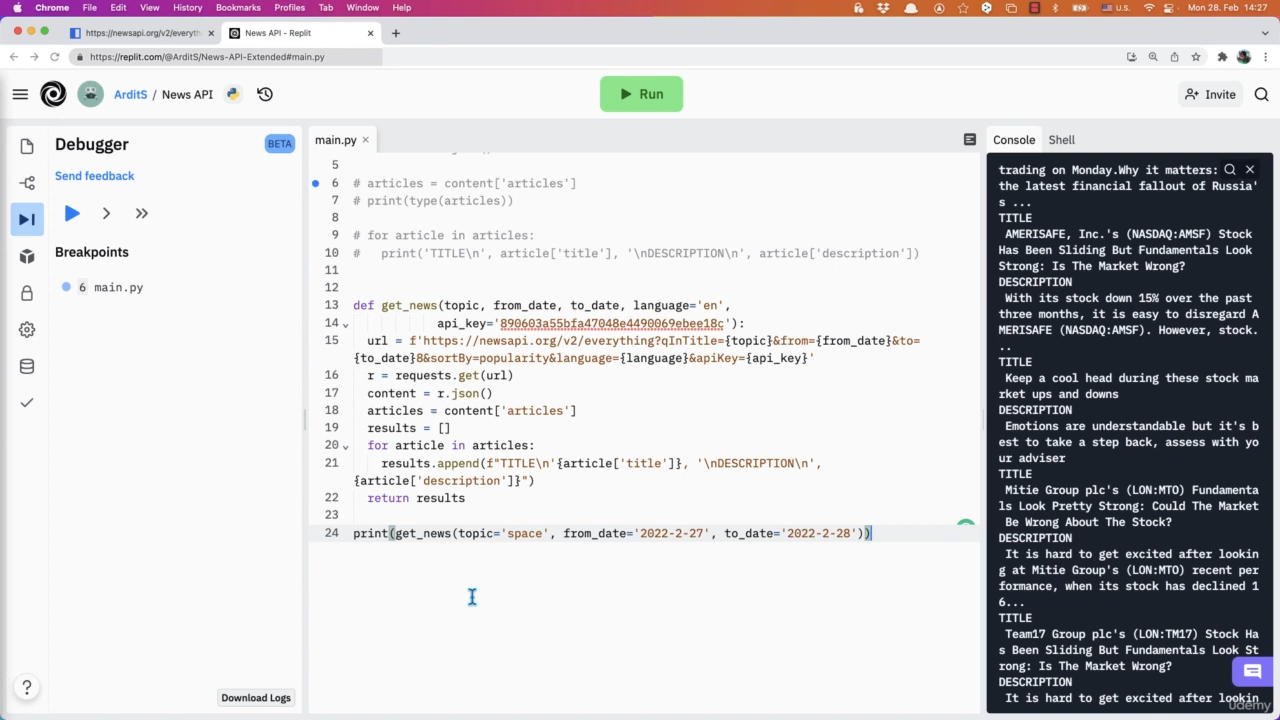 Chrome File Edit View History Bookmarks Profiles Tab Window Help U.S. Mon 28. Feb 14:27
https://newsapi.org/v2/everyth
News API - Replit
https://replit.com/@ArditS/News-API-Extended#main.py
ArditS / News API
Run
Invite
Debugger
BETA
Send feedback
Breakpoints
6 main.py
Download Logs
main.py
5
6 # articles = content['articles']
7 # print(type(articles))
8
9 # for article in articles:
10 #   print('TITLE\n', article['title'], '\nDESCRIPTION\n', article['description'])
11
12
13 def get_news(topic, from_date, to_date, language='en',
14             api_key='890603a55bfa47048e4490069ebee18c'):
15   url = f'https://newsapi.org/v2/everything?qInTitle={topic}&from={from_date}&to=
{to_date}8&sortBy=popularity&language={language}&apiKey={api_key}'
16   r = requests.get(url)
17   content = r.json()
18   articles = content['articles']
19   results = []
20   for article in articles:
21     results.append(f"TITLE\n'{article['title']}, '\nDESCRIPTION\n',
{article['description']}")
22   return results
23
24 print(get_news(topic='space', from_date='2022-2-27', to_date='2022-2-28'))
Console
Shell
trading on Monday.Why it matters:
the latest financial fallout of Russia'
s ...
TITLE
AMERISAFE, Inc.'s (NASDAQ:AMSF) Stock
Has Been Sliding But Fundamentals Look
Strong: Is The Market Wrong?
DESCRIPTION
With its stock down 15% over the past
three months, it is easy to disregard A
MERISAFE (NASDAQ:AMSF). However, stock.
..
TITLE
Keep a cool head during these stock ma
rket ups and downs
DESCRIPTION
Emotions are understandable but it's b
est to take a step back, assess with yo
ur adviser
TITLE
Mitie Group plc's (LON:MTO) Fundamenta
ls Look Pretty Strong: Could The Market
Be Wrong About The Stock?
DESCRIPTION
It is hard to get excited after lookin
g at Mitie Group's (LON:MTO) recent per
formance, when its stock has declined 1
6...
TITLE
Team17 Group plc's (LON:TM17) Stock Ha
s Been Sliding But Fundamentals Look St
rong: Is The Market Wrong?
DESCRIPTION
It is hard to get excited after lookin
?
udemy